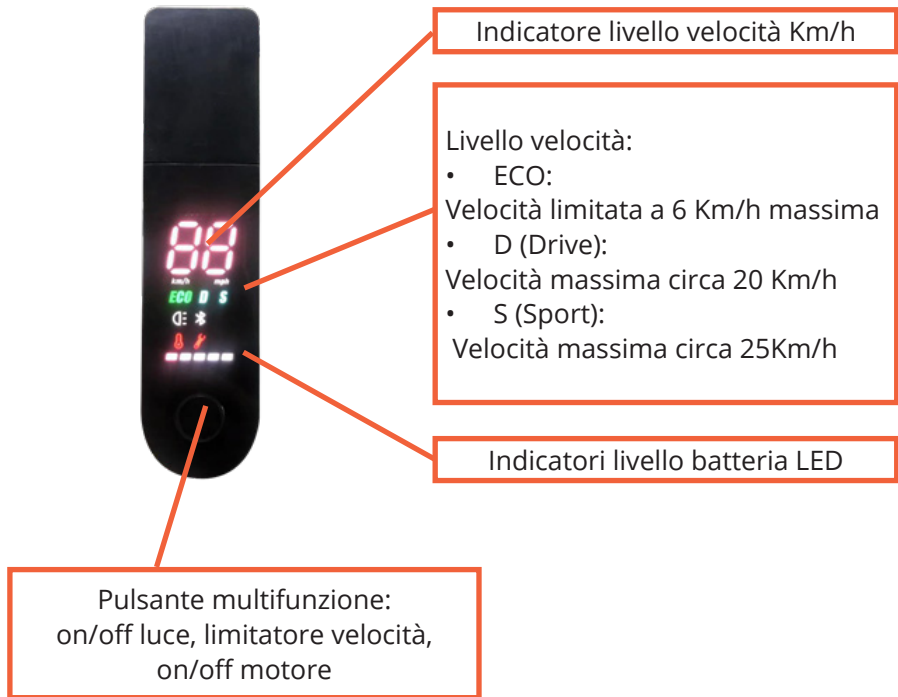 Indicatore livello velocità Km/h
Livello velocità:
• ECO:
Velocità limitata a 6 Km/h massima
• D (Drive):
Velocità massima circa 20 Km/h
• S (Sport):
Velocità massima circa 25Km/h
88
km/h mph
ECO D S
Indicatori livello batteria LED
Pulsante multifunzione:
on/off luce, limitatore velocità,
on/off motore